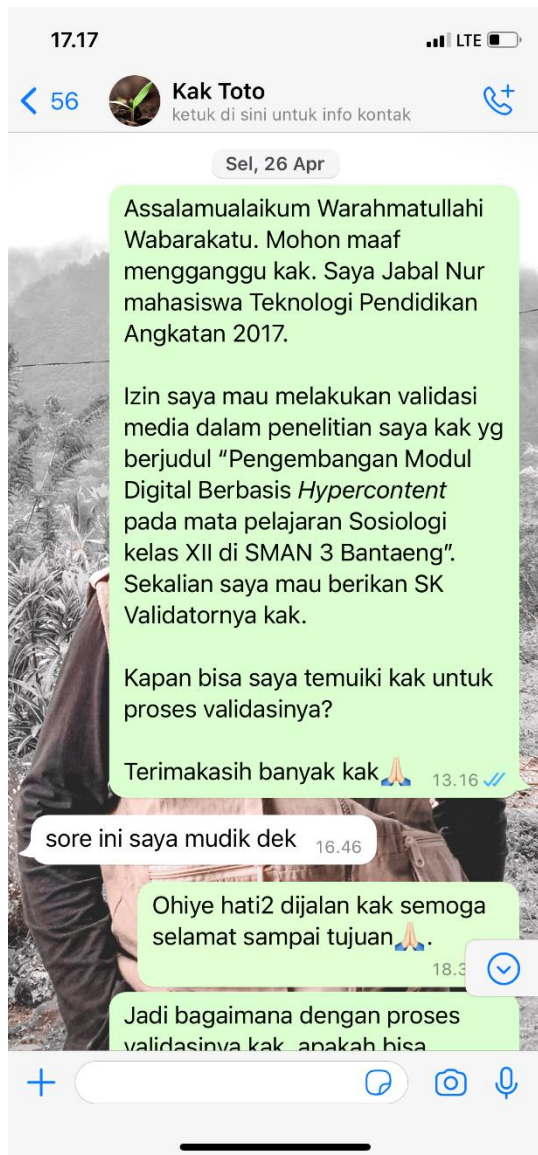 17.17
LTE
56
Kak Toto
ketuk di sini untuk info kontak
Sel, 26 Apr
Assalamualaikum Warahmatullahi
Wabarakatu. Mohon maaf
mengganggu kak. Saya Jabal Nur
mahasiswa Teknologi Pendidikan
Angkatan 2017.
Izin saya mau melakukan validasi
media dalam penelitian saya kak yg
berjudul “Pengembangan Modul
Digital Berbasis Hypercontent
pada mata pelajaran Sosiologi
kelas XII di SMAN 3 Bantaeng”.
Sekalian saya mau berikan SK
Validatornya kak.
Kapan bisa saya temuiki kak untuk
proses validasinya?
Terimakasih banyak kak🙏🏻 13.16
sore ini saya mudik dek 16.46
Ohiye hati2 dijalan kak semoga
selamat sampai tujuan🙏🏻.
Jadi bagaimana dengan proses
validasinya kak, apakah bisa